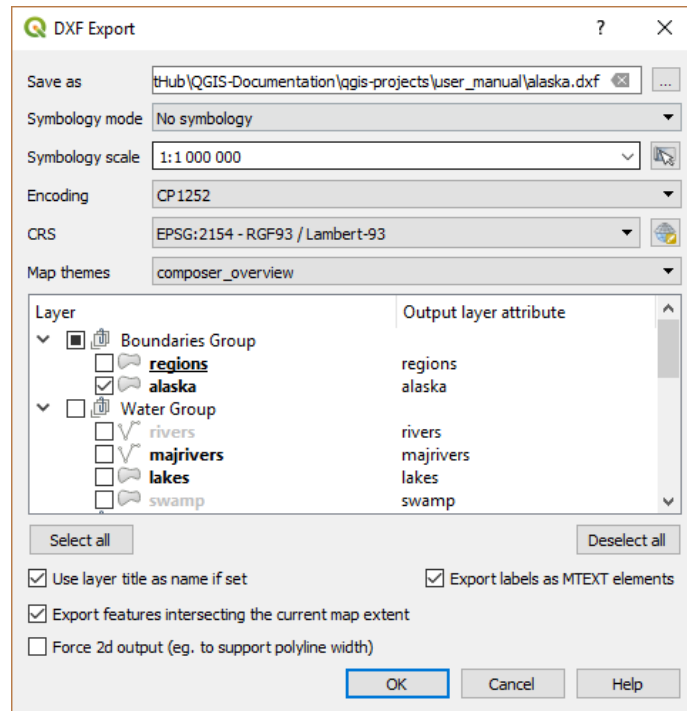 DXF Export ?
Save as tHub\QGIS-Documentation\qgis-projects\user_manual\alaska.dxf ...
Symbology mode No symbology
Symbology scale 1:1 000 000
Encoding CP1252
CRS EPSG:2154 - RGF93 / Lambert-93
Map themes composer_overview
Layer Output layer attribute
Boundaries Group
regions regions
alaska alaska
Water Group
rivers rivers
majrivers majrivers
lakes lakes
swamp swamp
Select all Deselect all
Use layer title as name if set Export labels as MTEXT elements
Export features intersecting the current map extent
Force 2d output (eg. to support polyline width)
OK Cancel Help